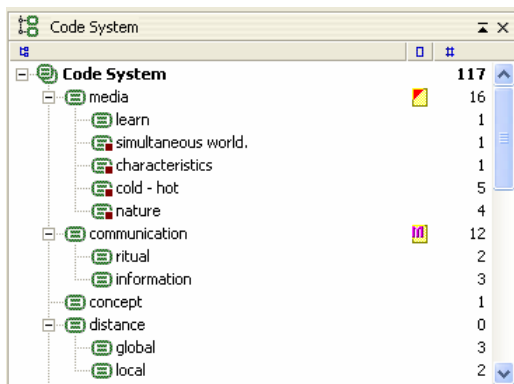 Code System
#
Code System 117
media 16
learn 1
simultaneous world. 1
characteristics 1
cold - hot 5
nature 4
communication 12
ritual 2
information 3
concept 1
distance 0
global 3
local 2